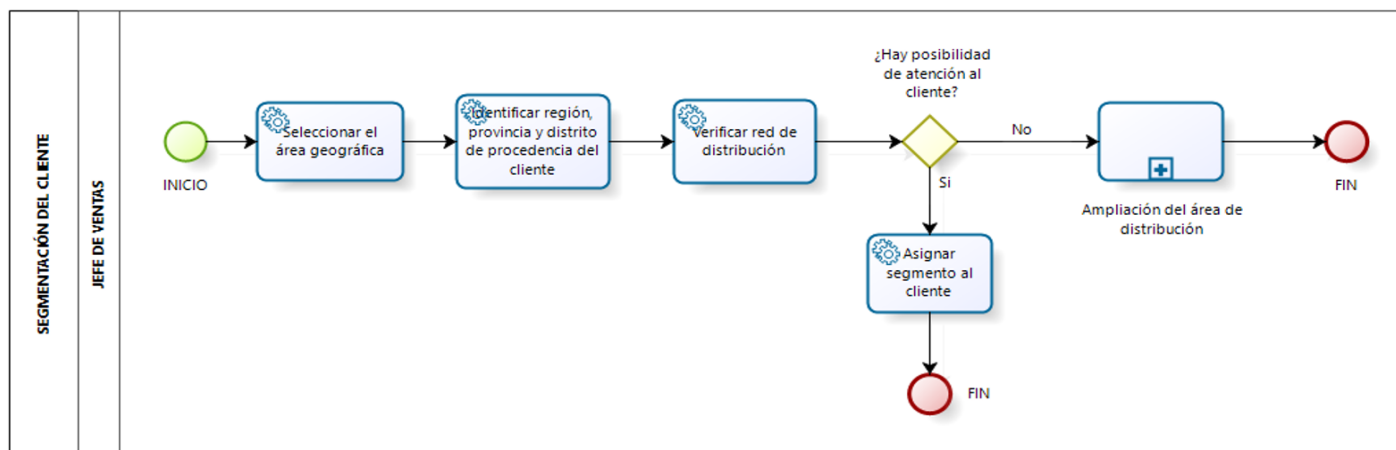 SEGMENTACIÓN DEL CLIENTE
JEFE DE VENTAS
INICIO
Seleccionar el
área geográfica
Identificar región,
provincia y distrito
de procedencia del
cliente
Verificar red de
distribución
¿Hay posibilidad
de atención al
cliente?
No
Si
Ampliación del área de
distribución
FIN
Asignar
segmento al
cliente
FIN